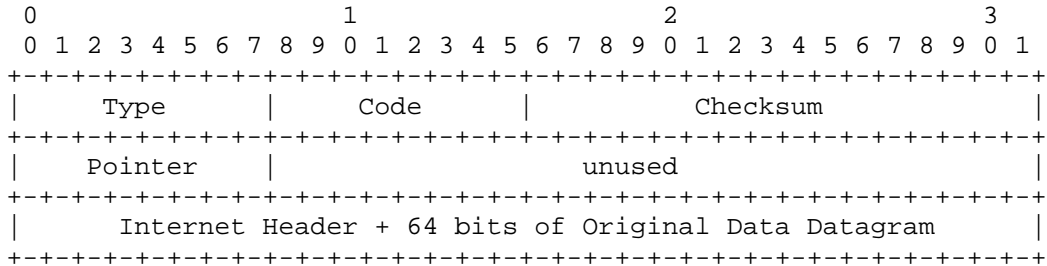 0                   1                   2                   3
 0 1 2 3 4 5 6 7 8 9 0 1 2 3 4 5 6 7 8 9 0 1 2 3 4 5 6 7 8 9 0 1
+-+-+-+-+-+-+-+-+-+-+-+-+-+-+-+-+-+-+-+-+-+-+-+-+-+-+-+-+-+-+-+-+
|     Type      |     Code      |          Checksum             |
+-+-+-+-+-+-+-+-+-+-+-+-+-+-+-+-+-+-+-+-+-+-+-+-+-+-+-+-+-+-+-+-+
|    Pointer    |                   unused                      |
+-+-+-+-+-+-+-+-+-+-+-+-+-+-+-+-+-+-+-+-+-+-+-+-+-+-+-+-+-+-+-+-+
|      Internet Header + 64 bits of Original Data Datagram      |
+-+-+-+-+-+-+-+-+-+-+-+-+-+-+-+-+-+-+-+-+-+-+-+-+-+-+-+-+-+-+-+-+